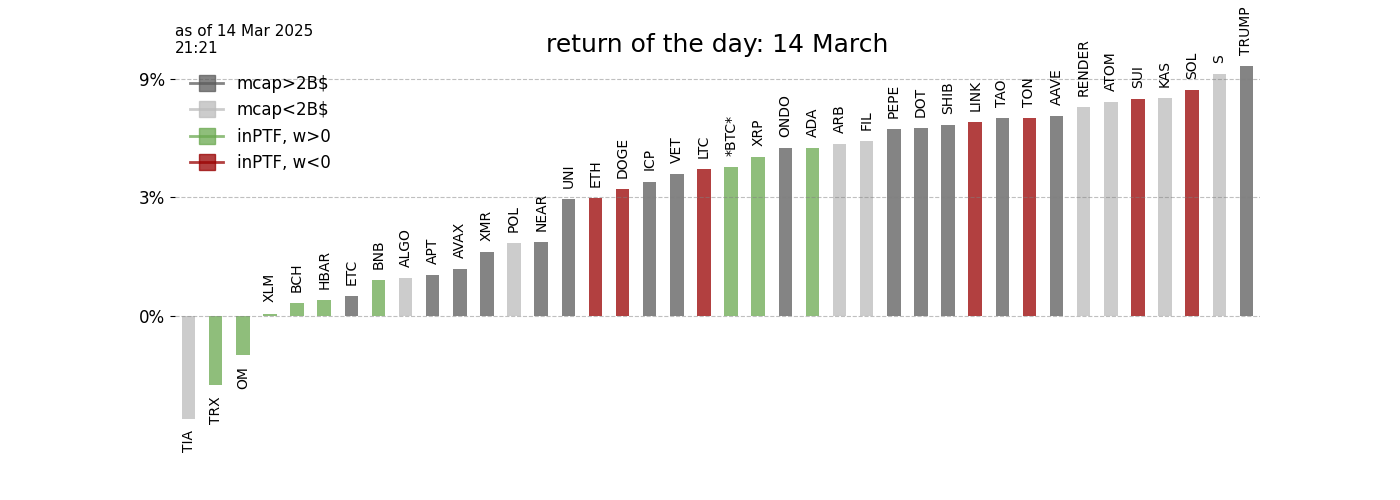 as of 14 Mar 2025
21:21
return of the day: 14 March
9%
3%
0%
mcap>2B$
mcap<2B$
inPTF, w>0
inPTF, w<0
TIA
TRX
OM
XLM
BCH
HBAR
ETC
BNB
ALGO
APT
AVAX
XMR
POL
NEAR
UNI
ETH
DOGE
ICP
VET
LTC
*BTC*
XRP
ONDO
ADA
ARB
FIL
PEPE
DOT
SHIB
LINK
TAO
TON
AAVE
RENDER
ATOM
SUI
KAS
SOL
S
TRUMP